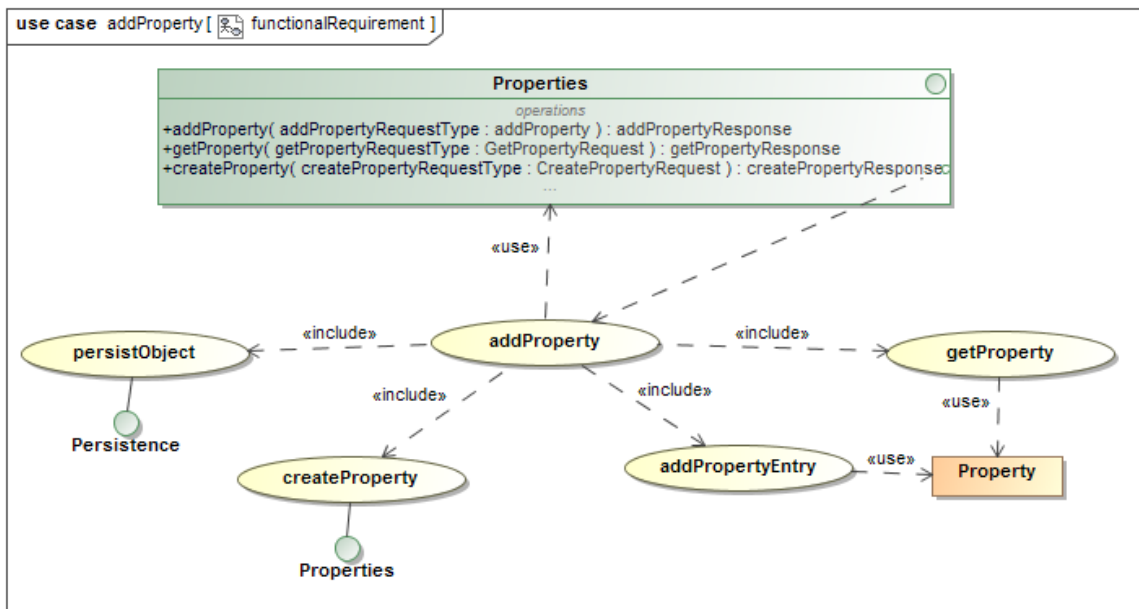 use case addProperty [ functionalRequirement ]
Properties
operations
+addProperty( addPropertyRequestType : addProperty ) : addPropertyResponse
+getProperty( getPropertyRequestType : GetPropertyRequest ) : getPropertyResponse
+createProperty( createPropertyRequestType : CreatePropertyRequest ) : createPropertyResponse
...
«use»
persistObject
«include»
addProperty
«include»
getProperty
Persistence
«include»
«include»
«use»
createProperty
addPropertyEntry
«use»
Property
Properties